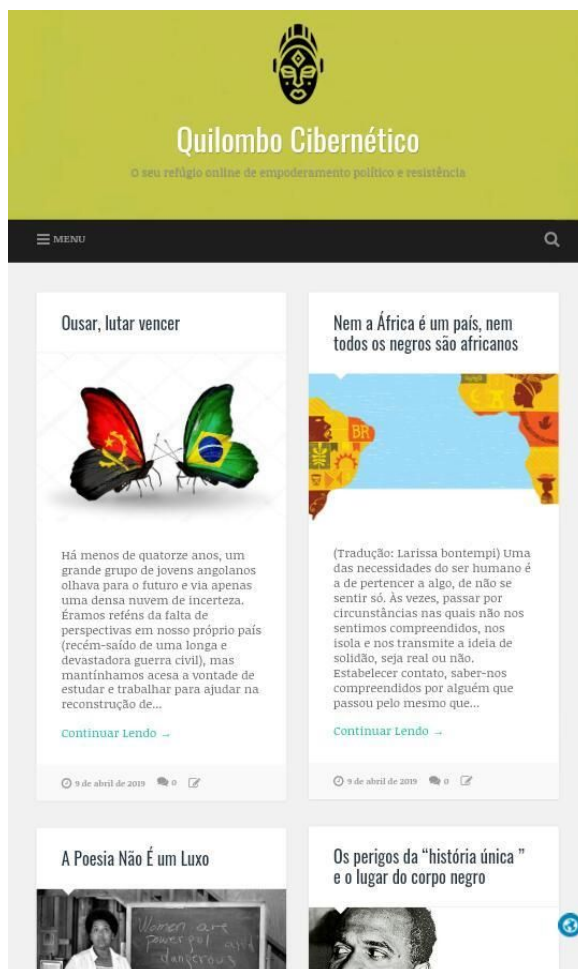 Quilombo Cibernético
O seu refúgio online de empoderamento político e resistência
MENU
Ousar, lutar vencer
Há menos de quatorze anos, um
grande grupo de jovens angolanos
olhava para o futuro e via apenas
uma densa nuvem de incerteza.
Éramos reféns da falta de
perspectivas em nosso próprio país
(recém-saído de uma longa e
devastadora guerra civil), mas
mantínhamos acesa a vontade de
estudar e trabalhar para ajudar na
reconstrução de...
Continuar Lendo →
9 de abril de 2019 0
Nem a África é um país, nem
todos os negros são africanos
BR
(Tradução: Larissa bontempi) Uma
das necessidades do ser humano é
a de pertencer a algo, de não se
sentir só. Às vezes, passar por
circunstâncias nas quais não nos
sentimos compreendidos, nos
isola e nos transmite a ideia de
solidão, seja real ou não.
Estabelecer contato, saber-nos
compreendidos por alguém que
passou pelo mesmo que...
Continuar Lendo →
9 de abril de 2019 0
A Poesia Não É um Luxo
Women are
powerful and
dangerous
Os perigos da “história única ”
e o lugar do corpo negro